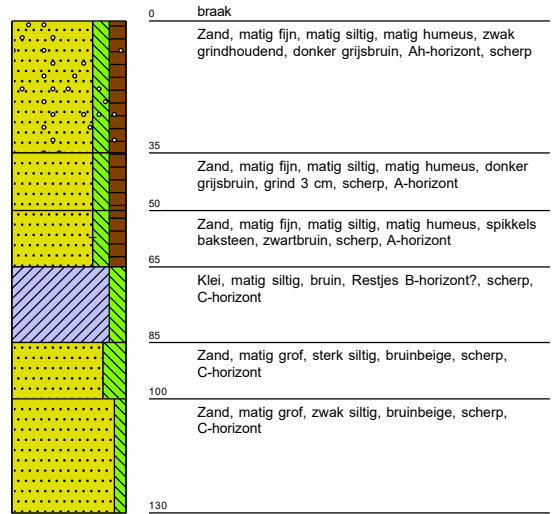 0
braak
Zand, matig fijn, matig siltig, matig humeus, zwak
grindhoudend, donker grijsbruin, Ah-horizont, scherp
35
Zand, matig fijn, matig siltig, matig humeus, donker
grijsbruin, grind 3 cm, scherp, A-horizont
50
Zand, matig fijn, matig siltig, matig humeus, spikkels
baksteen, zwartbruin, scherp, A-horizont
65
Klei, matig siltig, bruin, Restjes B-horizont?, scherp,
C-horizont
85
Zand, matig grof, sterk siltig, bruinbeige, scherp,
C-horizont
100
Zand, matig grof, zwak siltig, bruinbeige, scherp,
C-horizont
130